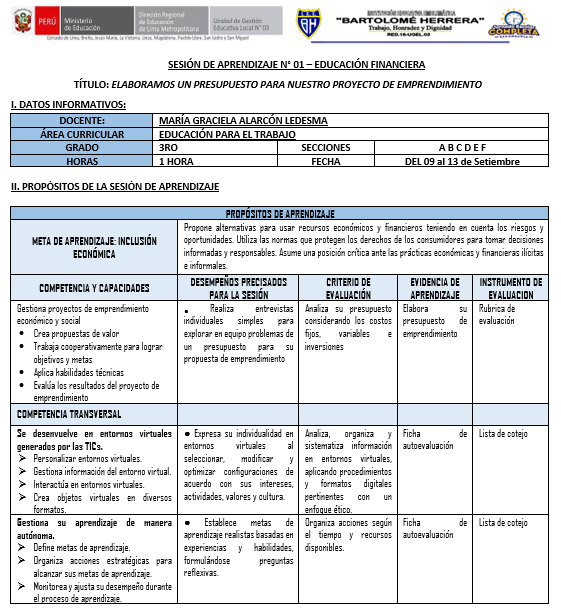 PERÚ
Ministerio
de Educación
Dirección Regional
de Educación
de Lima Metropolitana
Unidad de Gestión
Educativa Local N° 03
Cercado de Lima, Breña, Jesús María, La Victoria, Lince, Magdalena, Pueblo Libre, San Isidro y San Miguel
BH
INSTITUCIÓN EDUCATIVA EMBLEMÁTICA
"BARTOLOMÉ HERRERA"
Trabajo, Honradez y Dignidad
RED.16-UGEL.03
COMPLETA
SESIÓN DE APRENDIZAJE N° 01 – EDUCACIÓN FINANCIERA
TÍTULO: ELABORAMOS UN PRESUPUESTO PARA NUESTRO PROYECTO DE EMPRENDIMIENTO
I. DATOS INFORMATIVOS:
DOCENTE: MARÍA GRACIELA ALARCÓN LEDESMA
ÁREA CURRICULAR EDUCACIÓN PARA EL TRABAJO
GRADO 3RO SECCIONES A B C D E F
HORAS 1 HORA FECHA DEL 09 al 13 de Setiembre
II. PROPÓSITOS DE LA SESIÓN DE APRENDIZAJE
PROPÓSITOS DE APRENDIZAJE
META DE APRENDIZAJE: INCLUSIÓN
ECONÓMICA
Propone alternativas para usar recursos económicos y financieros teniendo en cuenta los riesgos y
oportunidades. Utiliza las normas que protegen los derechos de los consumidores para tomar decisiones
informadas y responsables. Asume una posición crítica ante las prácticas económicas y financieras ilícitas
e informales.
COMPETENCIA Y CAPACIDADES
DESEMPEÑOS PRECISADOS
PARA LA SESIÓN
CRITERIO DE
EVALUACIÓN
EVIDENCIA DE
APRENDIZAJE
INSTRUMENTO DE
EVALUACION
Gestiona proyectos de emprendimiento
económico y social
• Crea propuestas de valor
• Trabaja cooperativamente para lograr
objetivos y metas
• Aplica habilidades técnicas
• Evalúa los resultados del proyecto de
emprendimiento
• Realiza entrevistas
individuales simples para
explorar en equipo problemas de
un presupuesto para su
propuesta de emprendimiento
Analiza su presupuesto
considerando los costos
fijos, variables e
inversiones
Elabora su
presupuesto de
emprendimiento
Rubrica de
evaluación
COMPETENCIA TRANSVERSAL
Se desenvuelve en entornos virtuales
generados por las TICs.
➢ Personalizar entornos virtuales.
➢ Gestiona información del entorno virtual.
➢ Interactúa en entornos virtuales.
➢ Crea objetos virtuales en diversos
formatos.
• Expresa su individualidad en
entornos virtuales al
seleccionar, modificar y
optimizar configuraciones de
acuerdo con sus intereses,
actividades, valores y cultura.
Analiza, organiza y
sistematiza información
en entornos virtuales,
aplicando procedimientos
y formatos digitales
pertinentes con un
enfoque ético.
Ficha de
autoevaluación
Lista de cotejo
Gestiona su aprendizaje de manera
autónoma.
➢ Define metas de aprendizaje.
➢ Organiza acciones estratégicas para
alcanzar sus metas de aprendizaje.
➢ Monitorea y ajusta su desempeño durante
el proceso de aprendizaje.
• Establece metas de
aprendizaje realistas basadas en
experiencias y habilidades,
formulándose preguntas
reflexivas.
Organiza acciones según
el tiempo y recursos
disponibles.
Ficha de
autoevaluación
Lista de cotejo